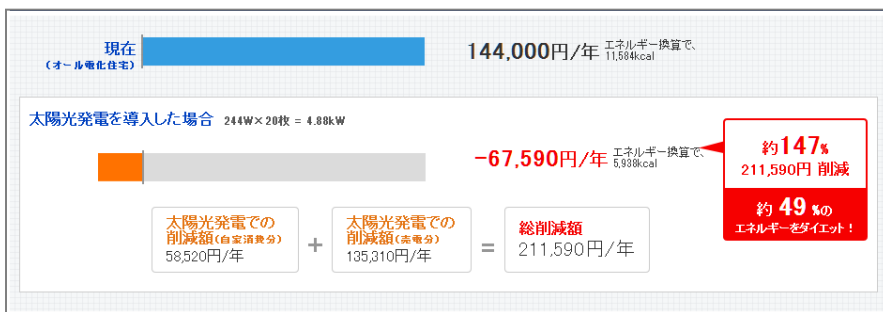 現在
(オール電化住宅)
144,000円/年 エネルギー換算で、
11,584kcal
太陽光発電を導入した場合 244W×20枚 = 4.88kW
-67,590円/年 エネルギー換算で、
5,938kcal
約147%
211,590円 削減
約 49 %の
エネルギーをダイエット!
太陽光発電での
削減額(自家消費分)
58,520円/年
+
太陽光発電での
削減額(売電分)
135,310円/年
=
総削減額
211,590円/年